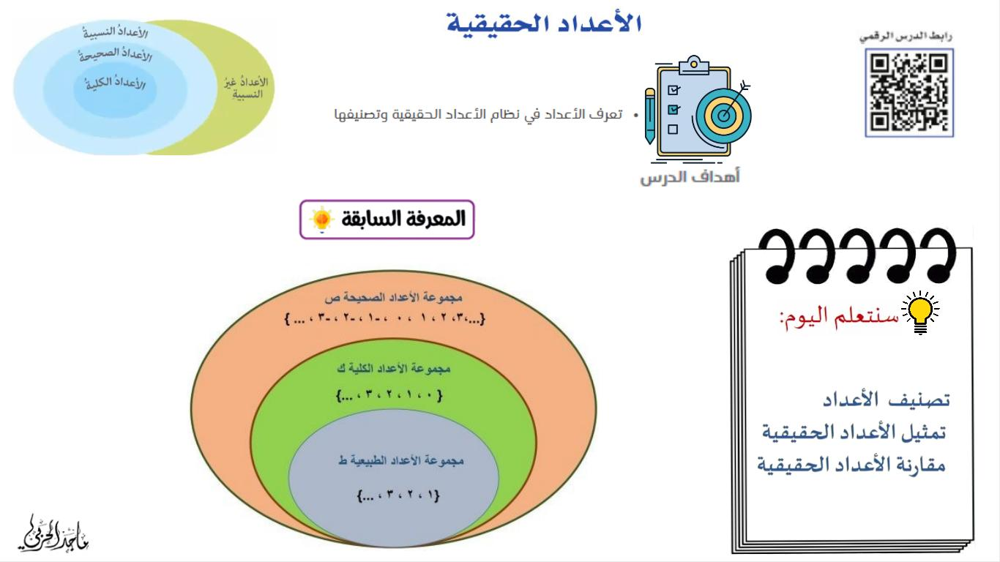 الأعداد الحقيقية
رابط الدرس الرقمي
تعرف الأعداد في نظام الأعداد الحقيقية وتصنيفها •
أهداف الدرس
الأعدادُ النسبيةُ
الأعدادُ الصحيحةُ
الأعدادُ الكليةُ
الأعدادُ غيرُ
النسبيةِ
المعرفة السابقة
سنتعلم اليوم:
تصنيف الأعداد
تمثيل الأعداد الحقيقية
مقارنة الأعداد الحقيقية
مجموعة الأعداد الصحيحة ص
{...،٣، ٢ ، ١ ، ٠ ، -١ ، -٢ ، -٣ ، ... }
مجموعة الأعداد الكلية ك
{ ٠ ، ١ ، ٢ ، ٣ ، ...}
مجموعة الأعداد الطبيعية ط
{١ ، ٢ ، ٣ ، ...}
ماجد الحربي